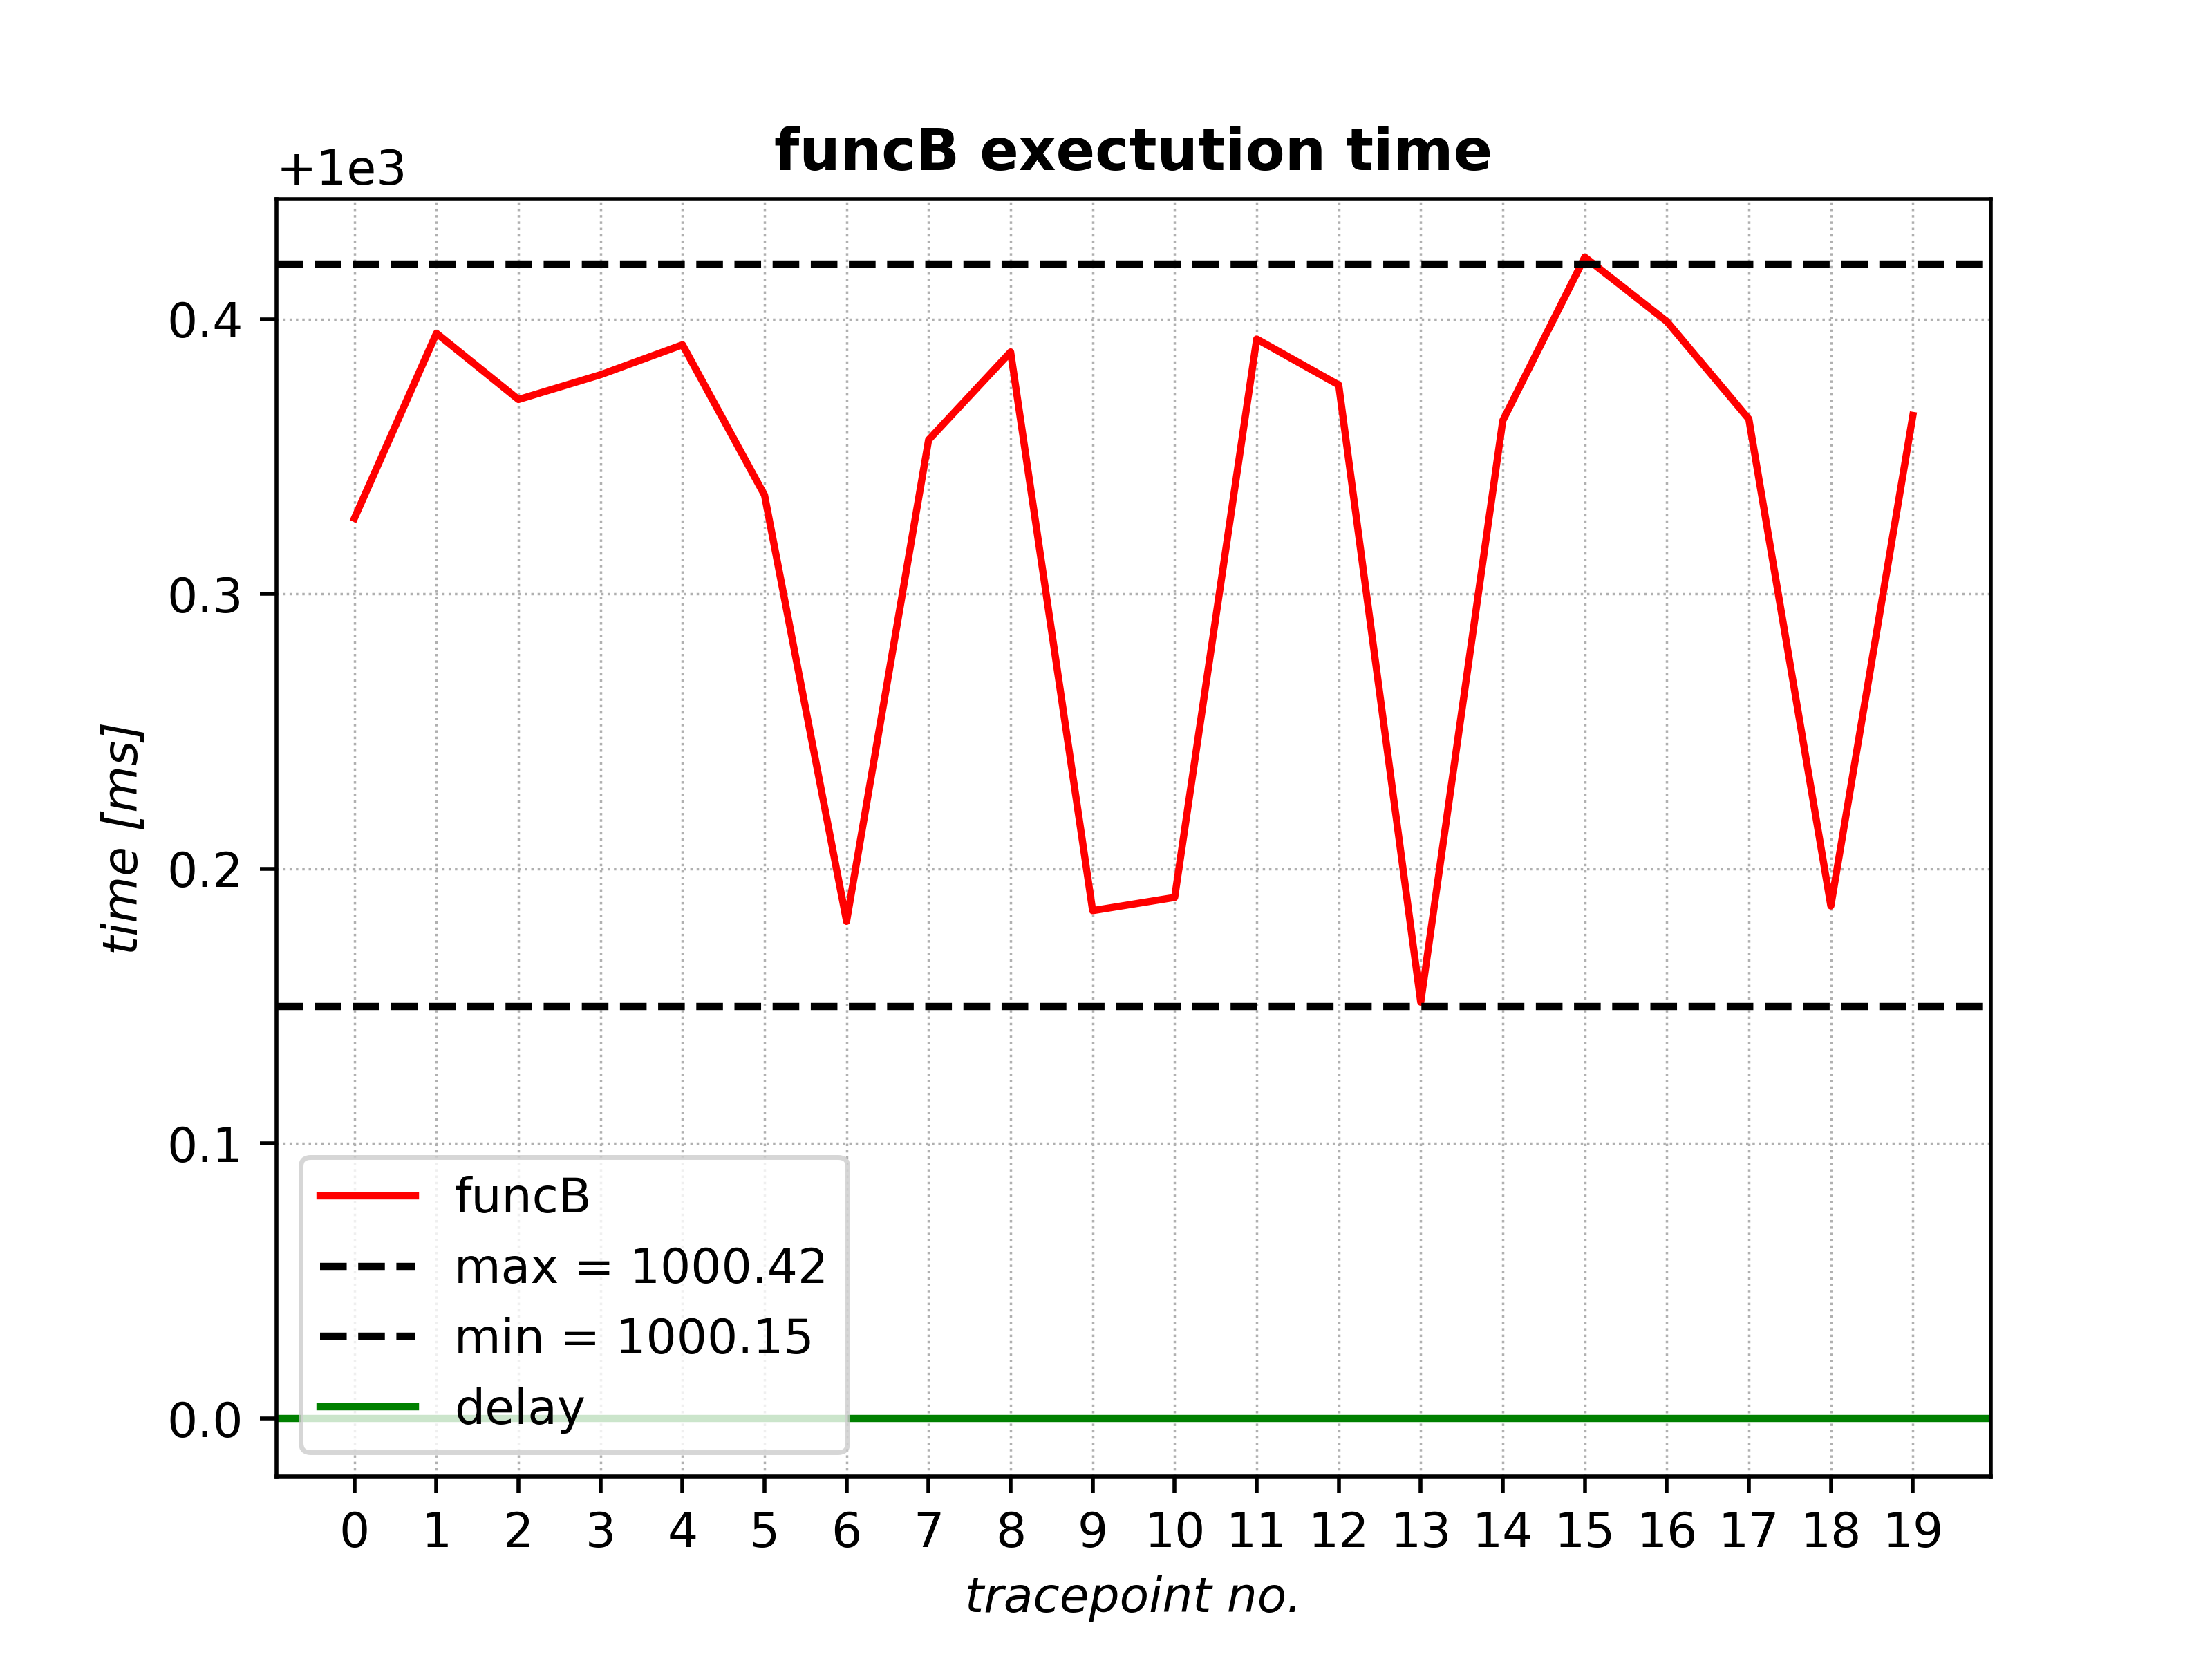 funcB exectution time
+1e3
0.4
0.3
0.2
0.1
0.0
time [ms]
funcB
max = 1000.42
min = 1000.15
delay
0 1 2 3 4 5 6 7 8 9 10 11 12 13 14 15 16 17 18 19
tracepoint no.